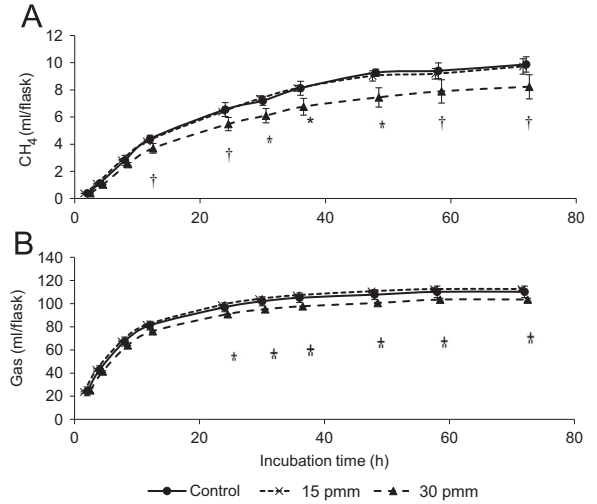 A
12
10
8
6
4
2
0
CH4 (ml/flask)
† † * * * † †
0 20 40 60 80
B
140
120
100
80
60
40
20
0
Gas (ml/flask)
0 20 40 60 80
Incubation time (h)
Control 15 pmm 30 pmm